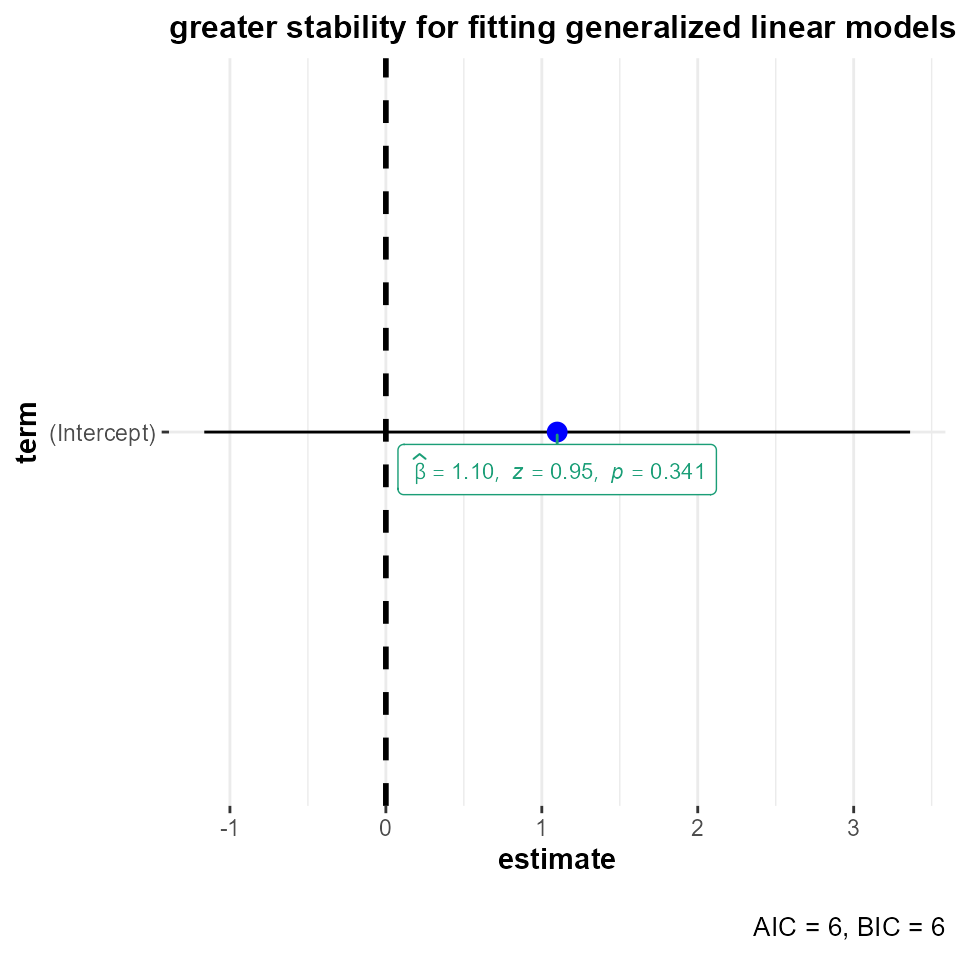 greater stability for fitting generalized linear models
term
(Intercept)
β̂ = 1.10, z = 0.95, p = 0.341
-1 0 1 2 3
estimate
AIC = 6, BIC = 6